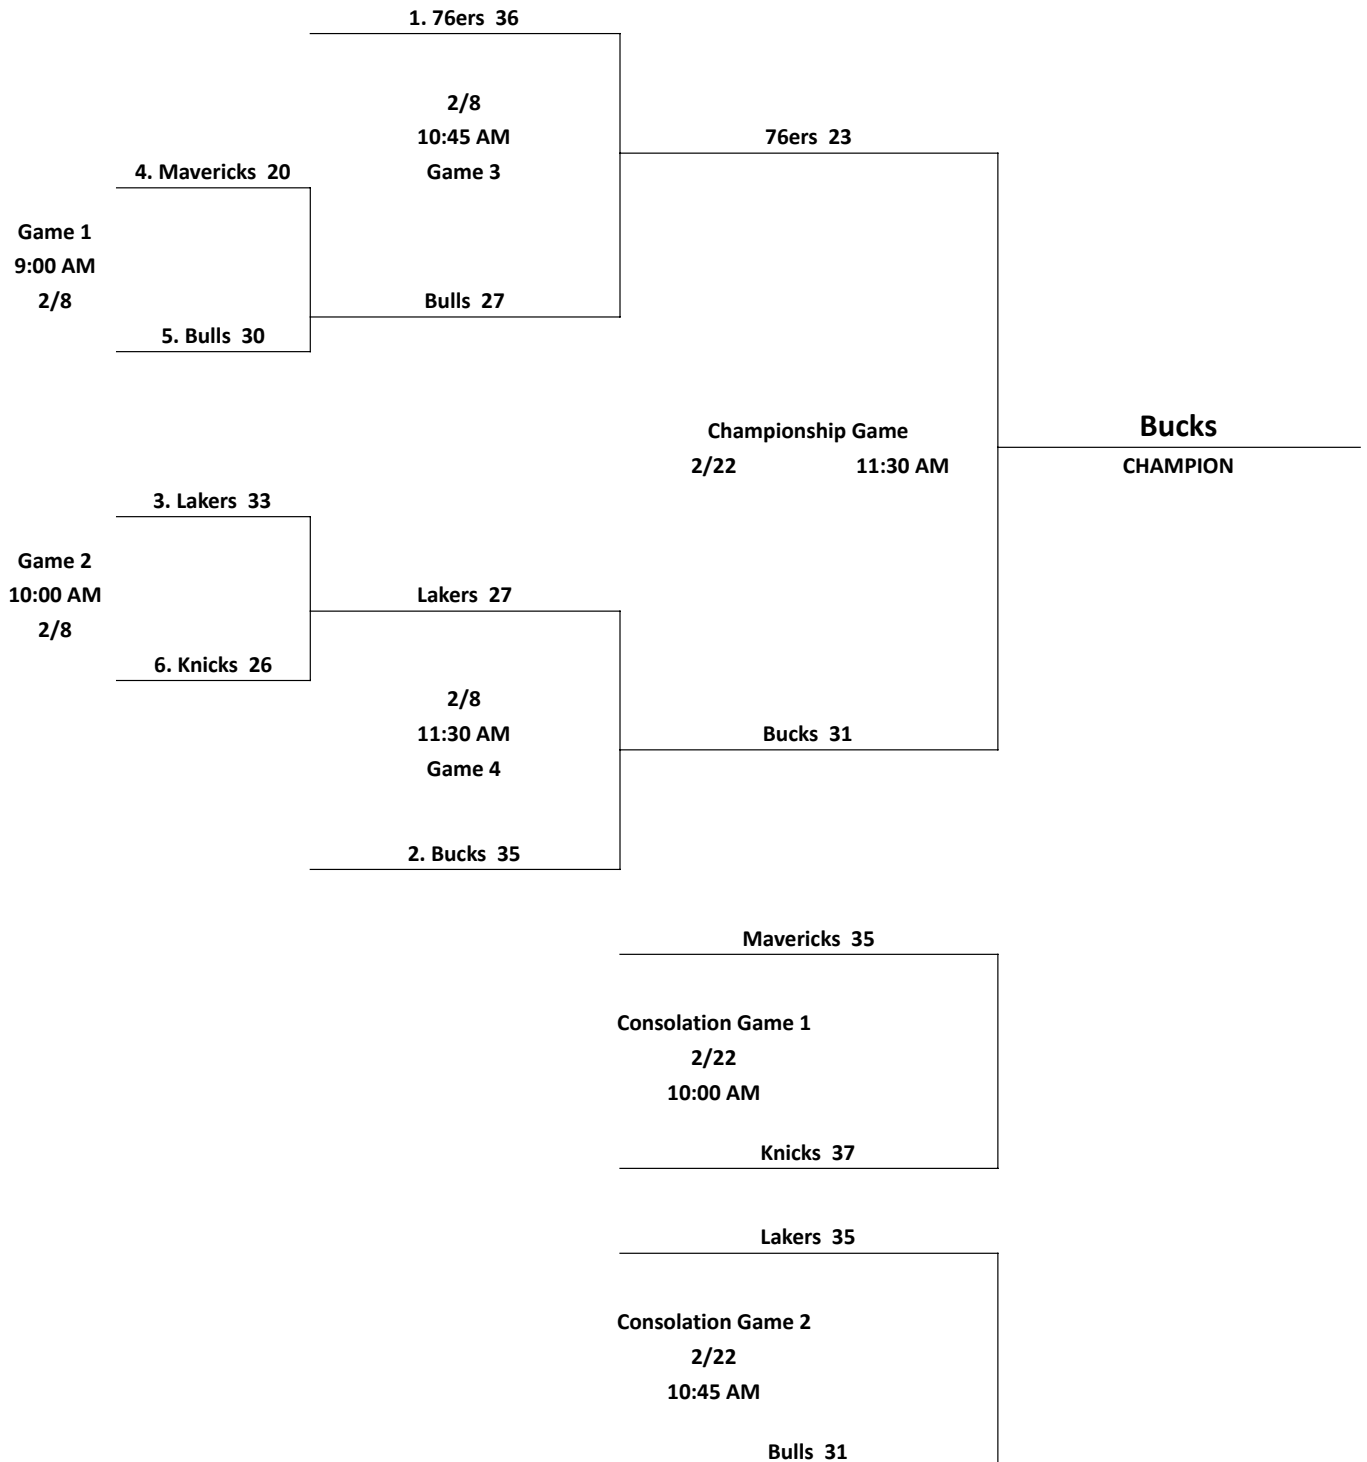 1. 76ers  36
2/8
10:45 AM
Game 3
76ers  23
4. Mavericks  20
Game 1
9:00 AM
2/8
Bulls  27
5. Bulls  30
Championship Game
2/22 11:30 AM
Bucks
CHAMPION
3. Lakers  33
Game 2
10:00 AM
2/8
Lakers  27
6. Knicks  26
2/8
11:30 AM
Game 4
Bucks  31
2. Bucks  35
Mavericks  35
Consolation Game 1
2/22
10:00 AM
Knicks  37
Lakers  35
Consolation Game 2
2/22
10:45 AM
Bulls  31